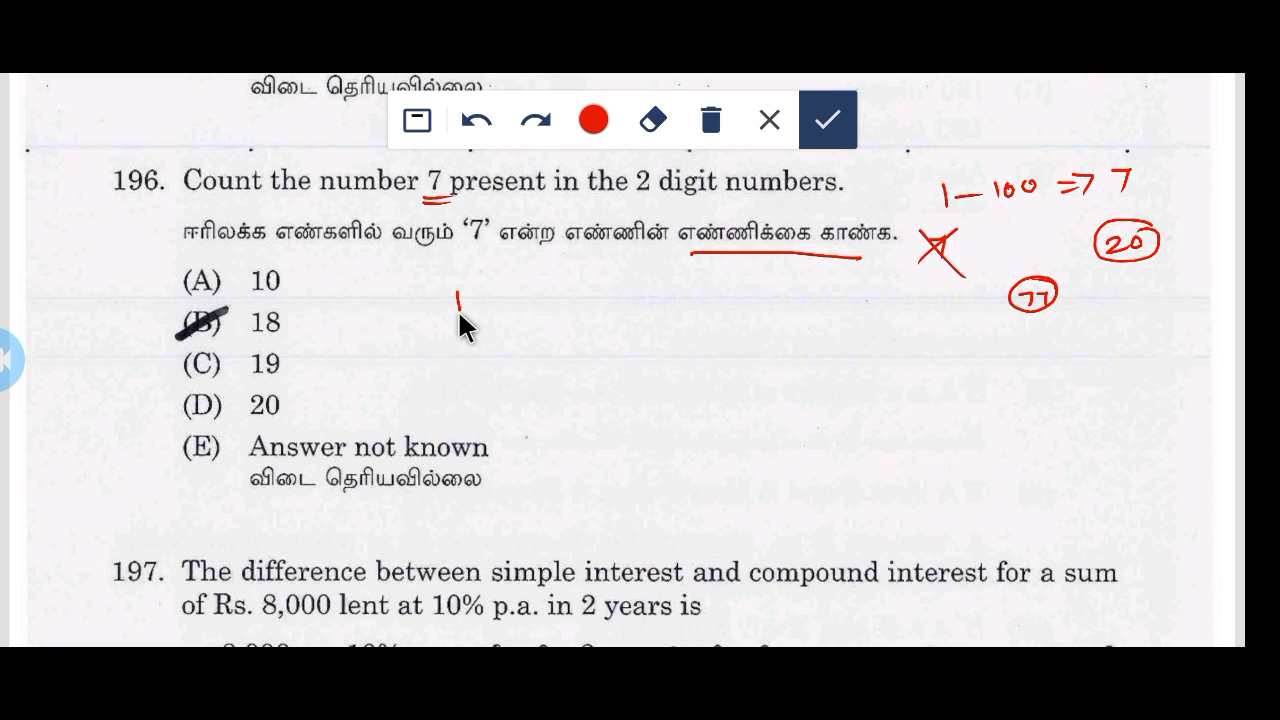 விடை தெரியவில்லை
196. Count the number 7 present in the 2 digit numbers.
1 – 100 => 7
ஈரிலக்க எண்களில் வரும் ‘7’ என்ற எண்ணின் எண்ணிக்கை காண்க.
20
(A) 10
77
(B) 18
(C) 19
(D) 20
(E) Answer not known
விடை தெரியவில்லை
197. The difference between simple interest and compound interest for a sum
of Rs. 8,000 lent at 10% p.a. in 2 years is